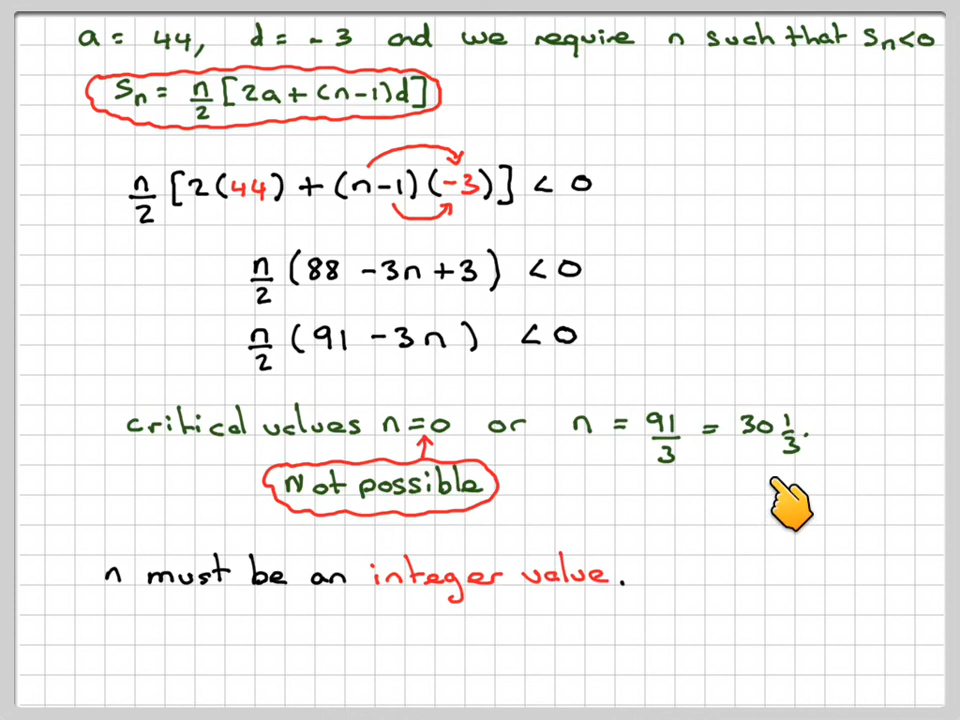 a = 44, d = -3 and we require n such that Sn<0
Sn = n/2 [2a + (n-1)d]
n/2 [2(44) + (n-1)(-3)] < 0
n/2 (88 - 3n + 3) < 0
n/2 (91 - 3n) < 0
critical values n=0 or n = 91/3 = 30 1/3.
Not possible
n must be an integer value.